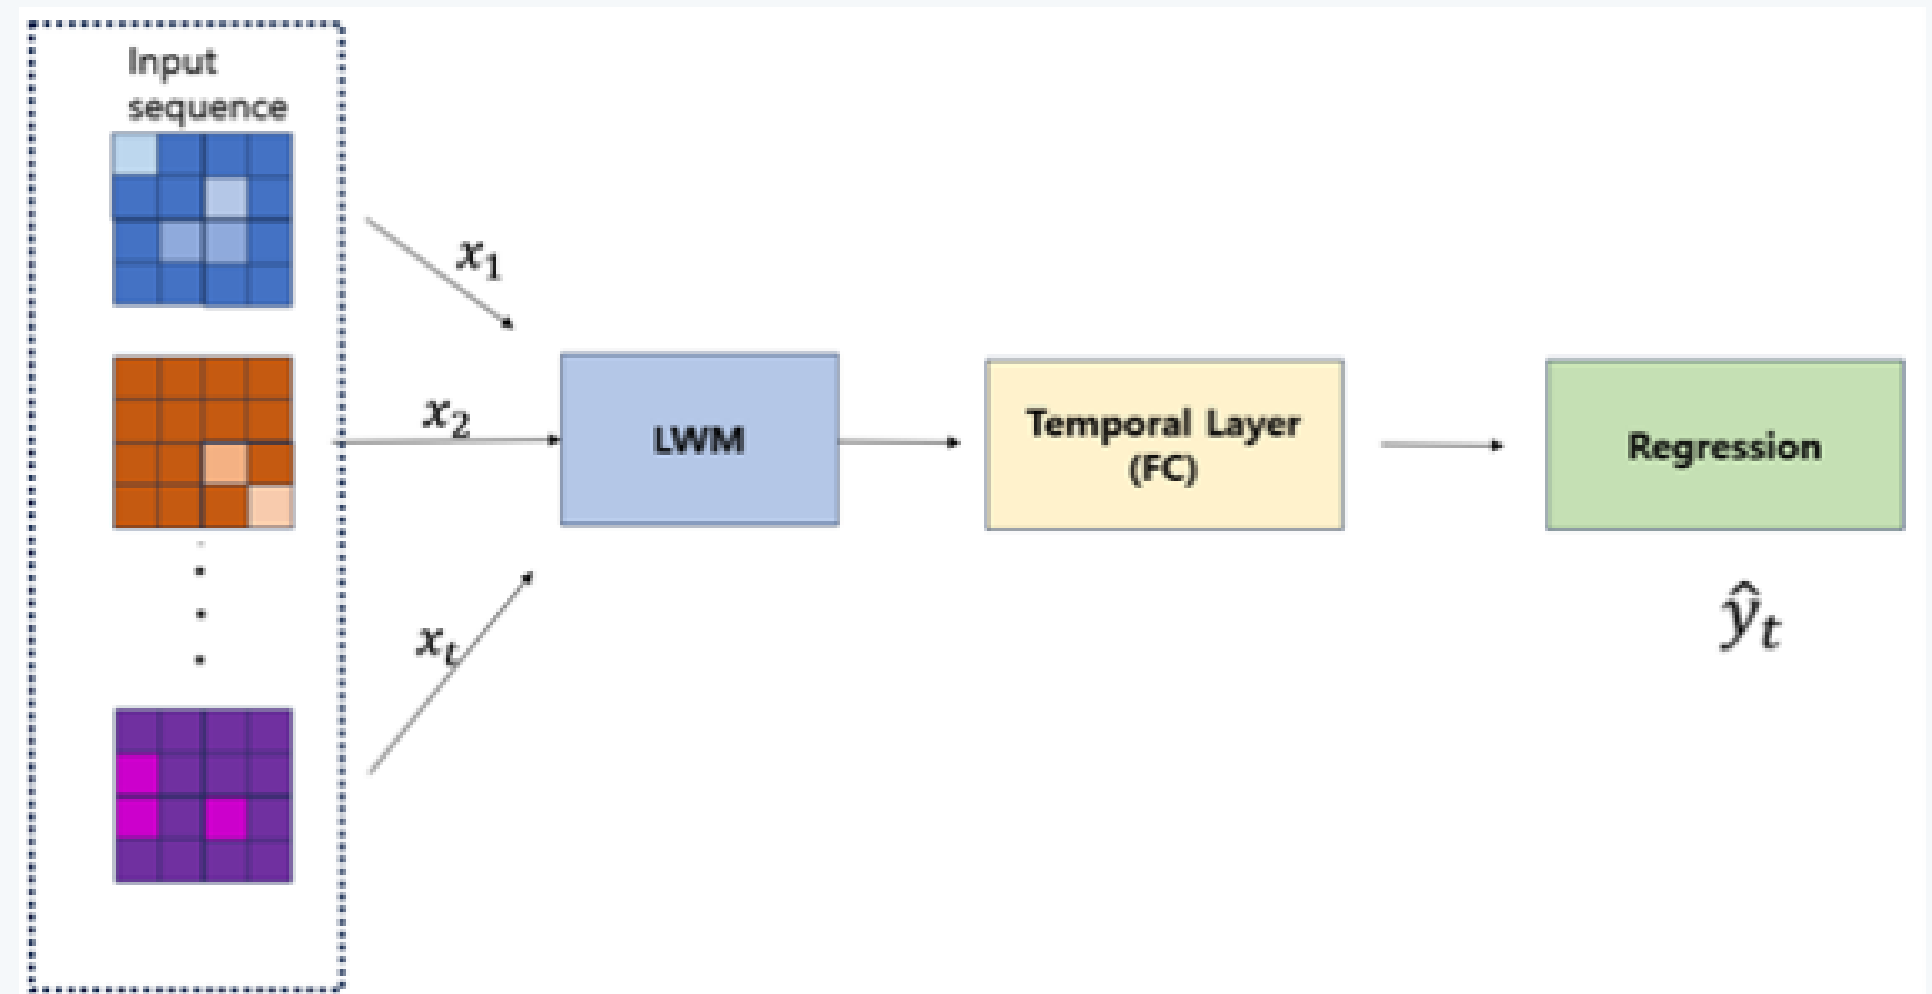 Input
sequence
x₁
x₂
xₜ
LWM
Temporal Layer
(FC)
Regression
ŷₜ